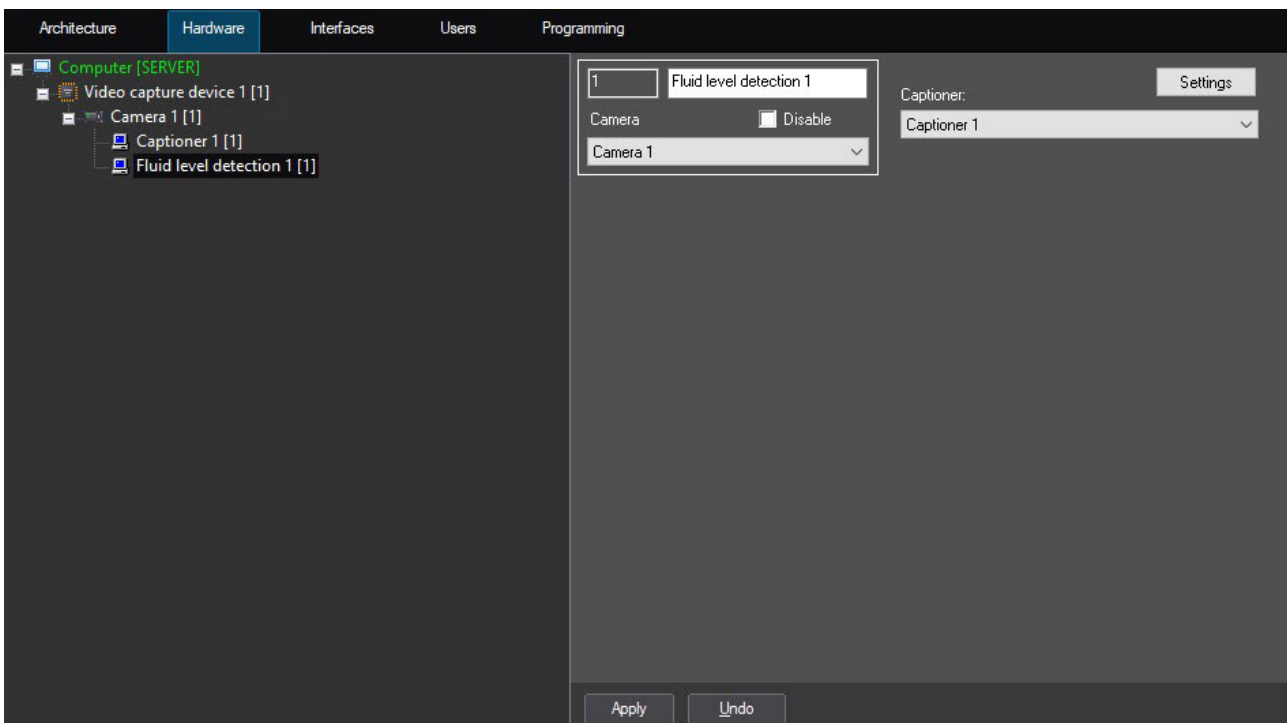 Architecture Hardware Interfaces Users Programming
Computer [SERVER]
Video capture device 1 [1]
Camera 1 [1]
Captioner 1 [1]
Fluid level detection 1 [1]
1 Fluid level detection 1
Camera Disable
Camera 1
Settings
Captioner:
Captioner 1
Apply Undo